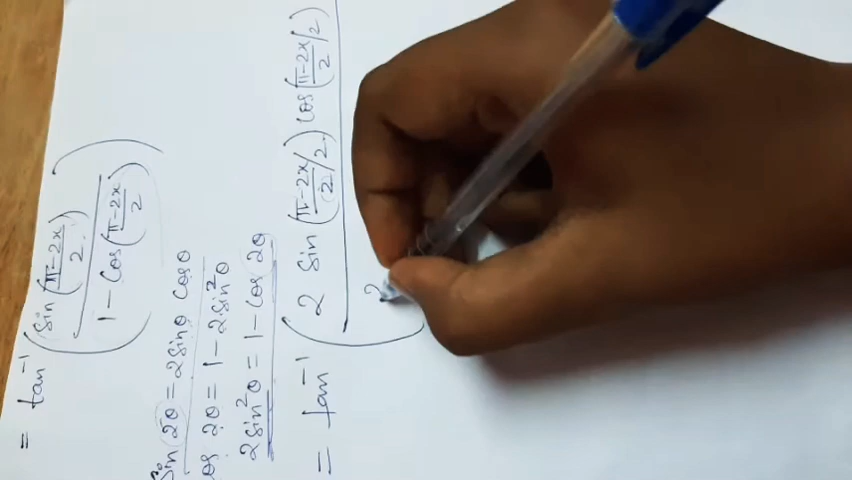 = tan⁻¹ ( sin((π-2x)/2) / 1 - cos((π-2x)/2) )
sin 2θ = 2sinθ cosθ
cos 2θ = 1 - 2sin²θ
2sin²θ = 1 - cos 2θ
= tan⁻¹ ( 2 sin((π-2x)/2 /2) cos((π-2x)/2 /2) / 2